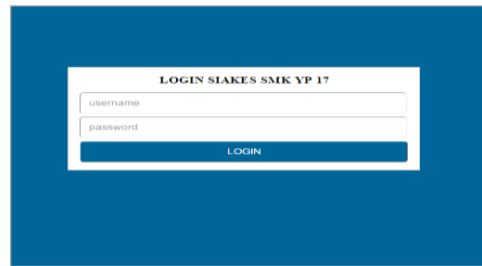 LOGIN SIAKES SMK YP 17
username
password
LOGIN